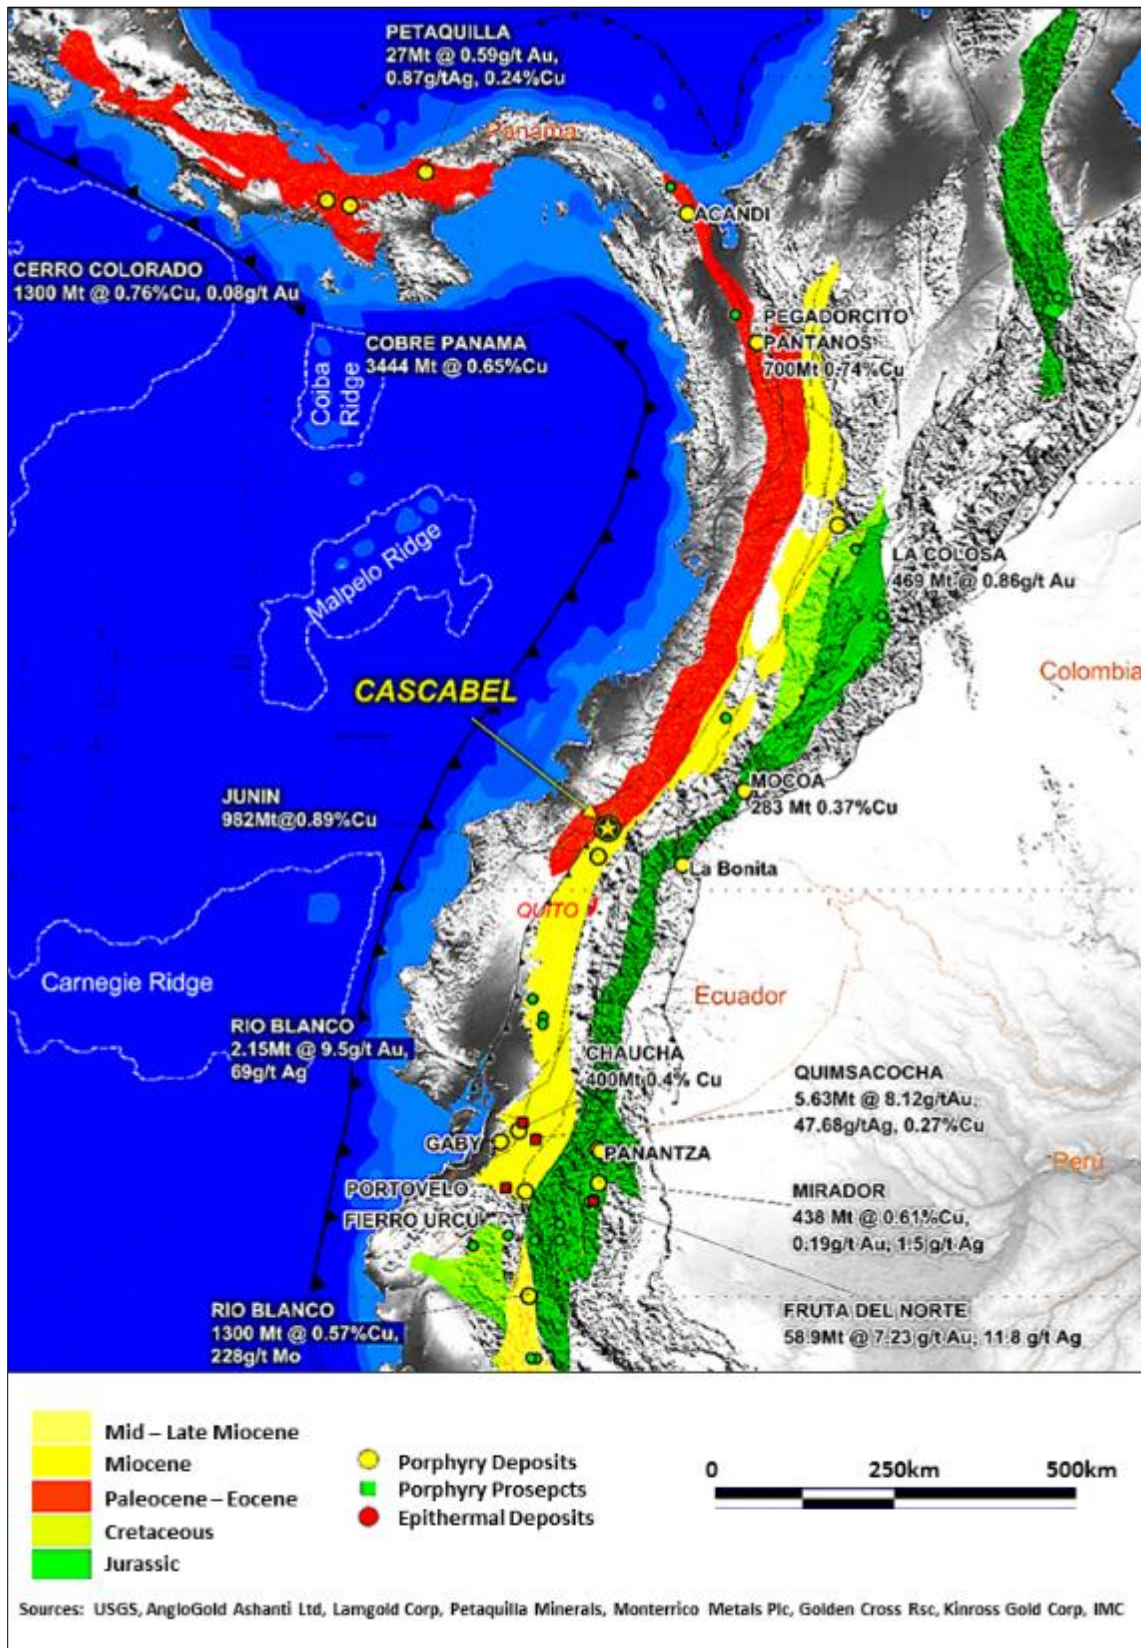 PETAQUILLA
27Mt @ 0.59g/t Au,
0.87g/tAg, 0.24%Cu
Panama
ACANDI
CERRO COLORADO
1300 Mt @ 0.76%Cu, 0.08g/t Au
COBRE PANAMA
3444 Mt @ 0.65%Cu
Coiba
Ridge
PEGADORCITO
PANTANOS
700Mt 0.74%Cu
Malpelo Ridge
LA COLOSA
469 Mt @ 0.86g/t Au
Colombia
CASCABEL
JUNIN
982Mt@0.89%Cu
MOCOA
283 Mt 0.37%Cu
La Bonita
QUITO
Carnegie Ridge
Ecuador
RIO BLANCO
2.15Mt @ 9.5g/t Au,
69g/t Ag
CHAUCHA
400Mt 0.4% Cu
QUIMSACOCHA
5.63Mt @ 8.12g/tAu,
47.68g/tAg, 0.27%Cu
GABY
PANANTZA
Perú
PORTOVELO
MIRADOR
438 Mt @ 0.61%Cu,
0.19g/t Au, 1.5 g/t Ag
FIERRO URCU
RIO BLANCO
1300 Mt @ 0.57%Cu,
228g/t Mo
FRUTA DEL NORTE
58.9Mt @ 7.23 g/t Au, 11.8 g/t Ag
Mid – Late Miocene
Miocene
Paleocene – Eocene
Cretaceous
Jurassic
Porphyry Deposits
Porphyry Prosepcts
Epithermal Deposits
0 250km 500km
Sources: USGS, AngloGold Ashanti Ltd, Lamgold Corp, Petaquilla Minerals, Monterrico Metals Plc, Golden Cross Rsc, Kinross Gold Corp, IMC